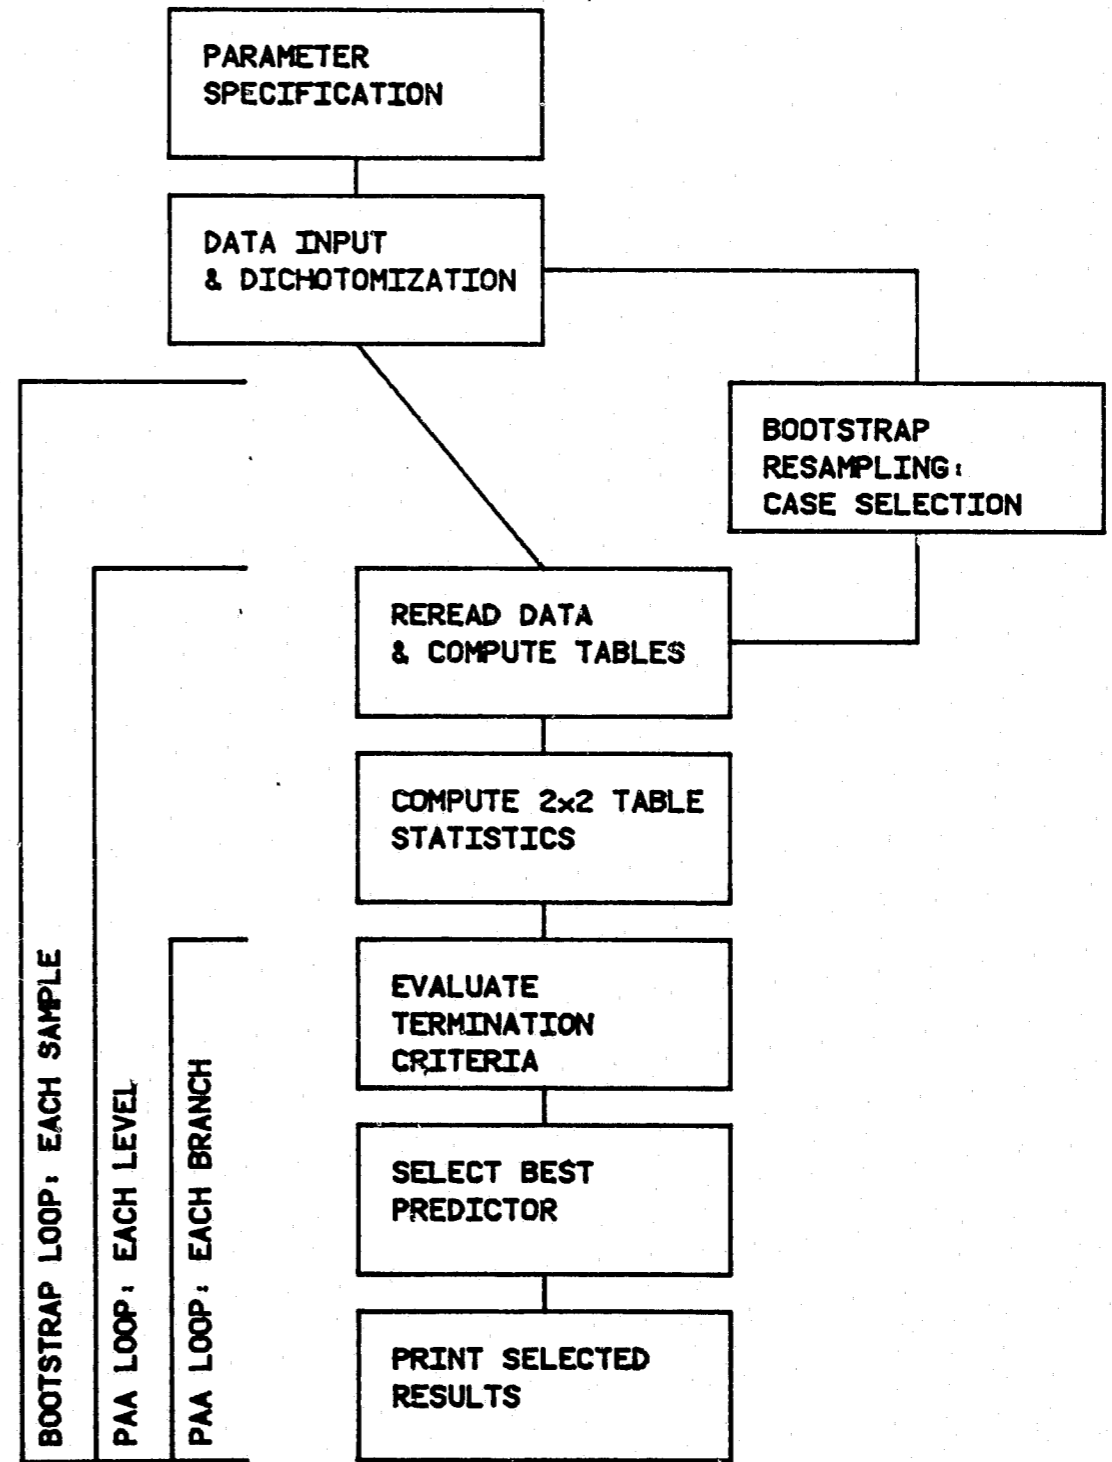 PARAMETER
SPECIFICATION
DATA INPUT
& DICHOTOMIZATION
BOOTSTRAP
RESAMPLING:
CASE SELECTION
REREAD DATA
& COMPUTE TABLES
COMPUTE 2x2 TABLE
STATISTICS
EVALUATE
TERMINATION
CRITERIA
SELECT BEST
PREDICTOR
PRINT SELECTED
RESULTS
BOOTSTRAP LOOP: EACH SAMPLE
PAA LOOP: EACH LEVEL
PAA LOOP: EACH BRANCH